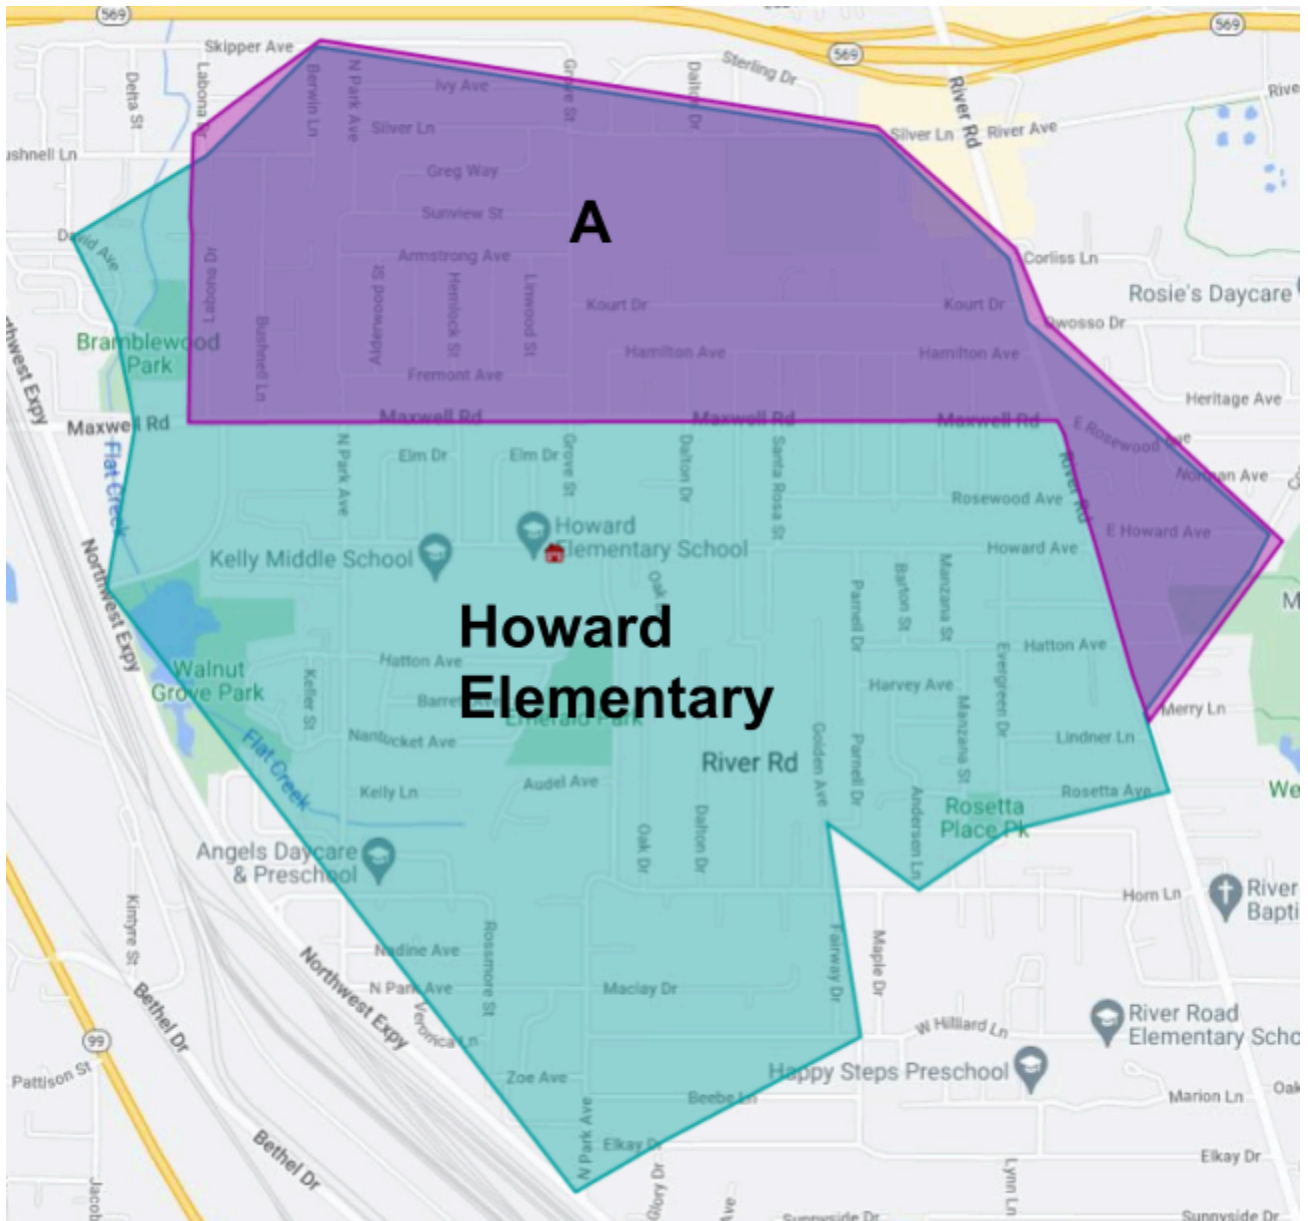 569
569
569
Skipper Ave
Sterling Dr
Delta St
Labona Dr
Berwin Ln
N Park Ave
Ivy Ave
Grove St
Dalton Dr
River Rd
Silver Ln
Silver Ln
River Ave
ushnell Ln
Greg Way
Sunview St
A
David Ave
Armstrong Ave
Corliss Ln
Labona Dr
Hemlock St
Linwood St
Kourt Dr
Kourt Dr
Rosie's Daycare
Owosso Dr
rthwest Expy
Bramblewood
Park
Bushnell Ln
Hamilton Ave
Hamilton Ave
Fremont Ave
Heritage Ave
Maxwell Rd
Maxwell Rd
Maxwell Rd
Maxwell Rd
E Rosewood Ave
Flat Creek
N Park Ave
Elm Dr
Elm Dr
Grove St
Dalton Dr
Santa Rosa St
River Rd
Norman Ave
Rosewood Ave
Howard
Elementary School
E Howard Ave
Kelly Middle School
Howard Ave
Northwest Expy
Parnell Dr
Barton St
Manzana St
Howard
Elementary
Hatton Ave
Hatton Ave
Evergreen Dr
Walnut
Grove Park
Keller St
Harvey Ave
Manzana St
Emerald Park
Merry Ln
Flat Creek
Nantucket Ave
Golden Ave
Parnell Dr
Lindner Ln
River Rd
Kelly Ln
Audel Ave
Rosetta Ave
We
Rosetta
Place Pk
Andersen Ln
Angels Daycare
& Preschool
Oak Dr
Dalton Dr
Horn Ln
River
Bapti
Kintyre St
Rossmore St
Fairway Dr
Maple Dr
Nadine Ave
Northwest Expy
N Park Ave
Maclay Dr
Veronica Ln
Bethel Dr
99
W Hilliard Ln
River Road
Elementary Scho
Pattison St
Zoe Ave
Happy Steps Preschool
Beebe Ln
Marion Ln
Oak
N Park Ave
Elkay Dr
Elkay Dr
Bethel Dr
Glory Dr
Lynn Ln
Jacob
Ave
Sunnyside Dr
Sunnyside Dr